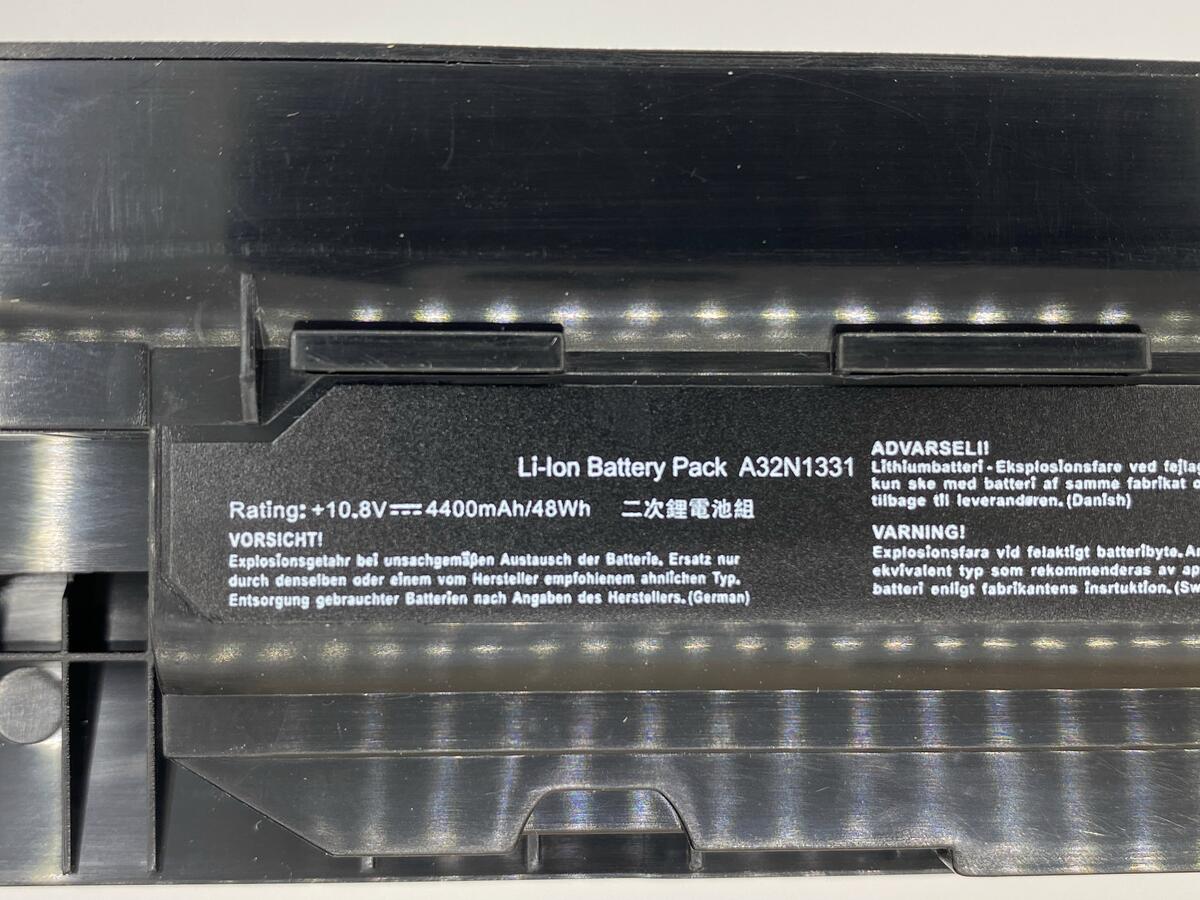 Li-Ion Battery Pack A32N1331
Rating: +10.8V⎓4400mAh/48Wh 二次鋰電池組
VORSICHT!
Explosionsgetahr bei unsachgemäßen Austausch der Batterie. Ersatz nur
durch denselben oder einem vom Hersteller empfohlenem ähnlichen Typ.
Entsorgung gebrauchter Batterien nach Angaben des Herstellers. (German)
ADVARSELI!
Lithiumbatteri - Eksplosionsfare ved
kun ske med batteri af samme fabrikat
tilbage til leverandøren. (Danish)
VARNING!
Explosionsfara vid felaktigt batteribyte.
ekvivalent typ som rekommenderas av
batteri enligt fabrikantens insrtuktion.